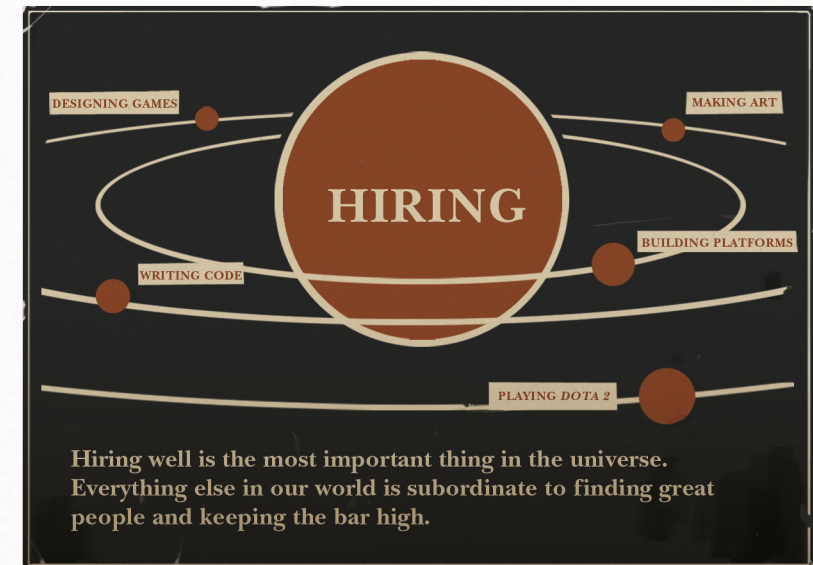 DESIGNING GAMES
MAKING ART
HIRING
BUILDING PLATFORMS
WRITING CODE
PLAYING DOTA 2
Hiring well is the most important thing in the universe.
Everything else in our world is subordinate to finding great
people and keeping the bar high.